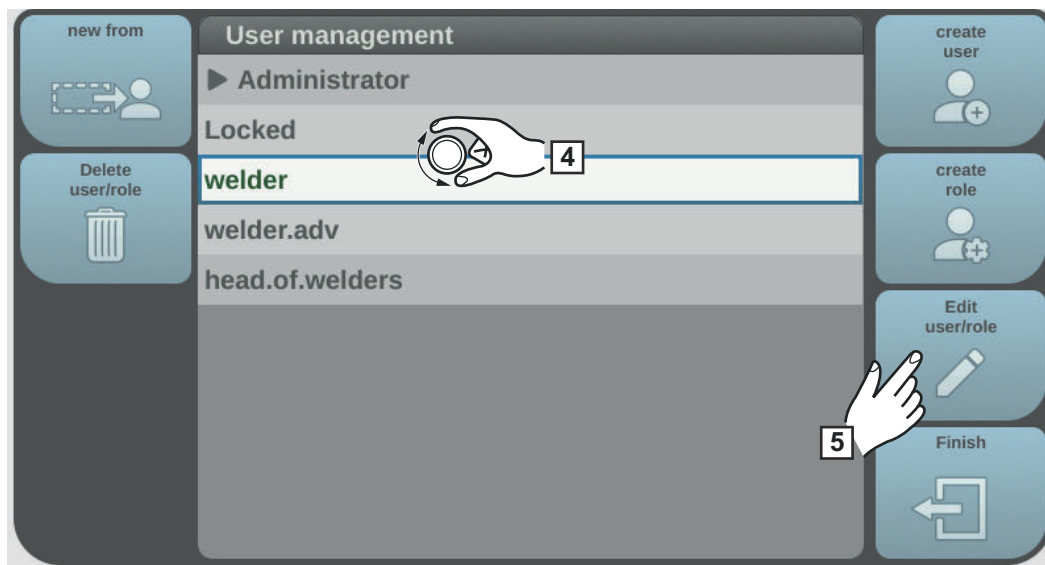 new from
Delete
user/role
User management
Administrator
Locked
welder
welder.adv
head.of.welders
4
5
create
user
create
role
Edit
user/role
Finish